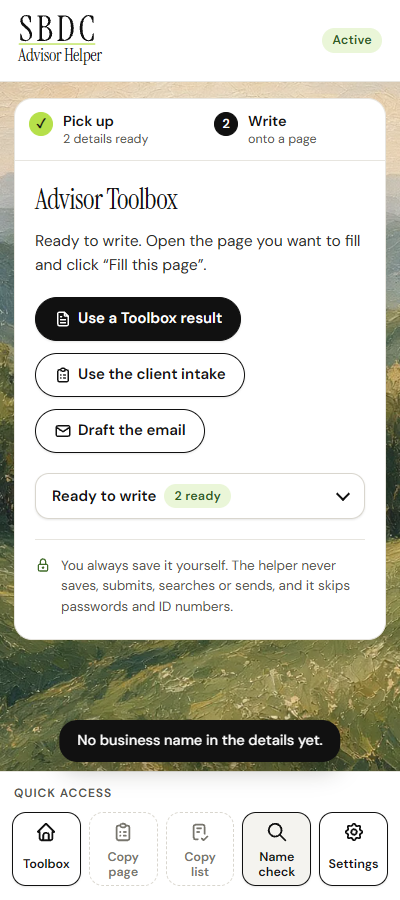 SBDC
Advisor Helper
Active
Pick up
2 details ready
2
Write
onto a page
Advisor Toolbox
Ready to write. Open the page you want to fill
and click “Fill this page”.
Use a Toolbox result
Use the client intake
Draft the email
Ready to write
2 ready
You always save it yourself. The helper never
saves, submits, searches or sends, and it skips
passwords and ID numbers.
No business name in the details yet.
QUICK ACCESS
Toolbox
Copy
page
Copy
list
Name
check
Settings